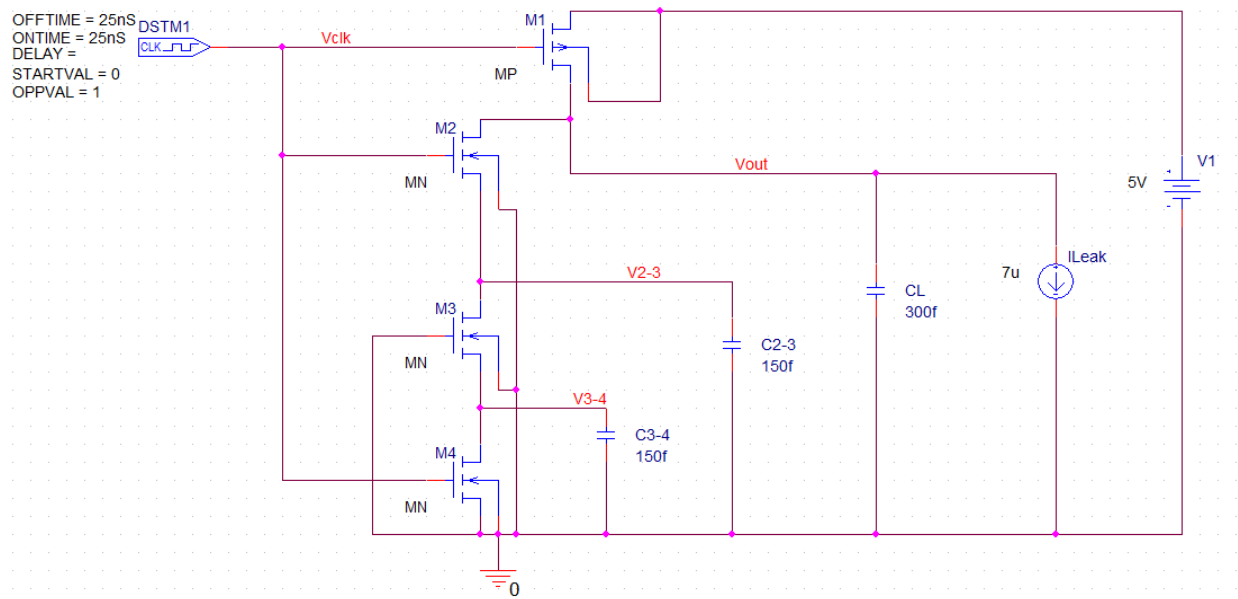 OFFTIME = 25nS
ONTIME = 25nS
DELAY =
STARTVAL = 0
OPPVAL = 1
DSTM1
CLK
Vclk
M1
MP
M2
MN
Vout
V1
5V
V2-3
ILeak
7u
CL
300f
M3
MN
C2-3
150f
V3-4
C3-4
150f
M4
MN
0